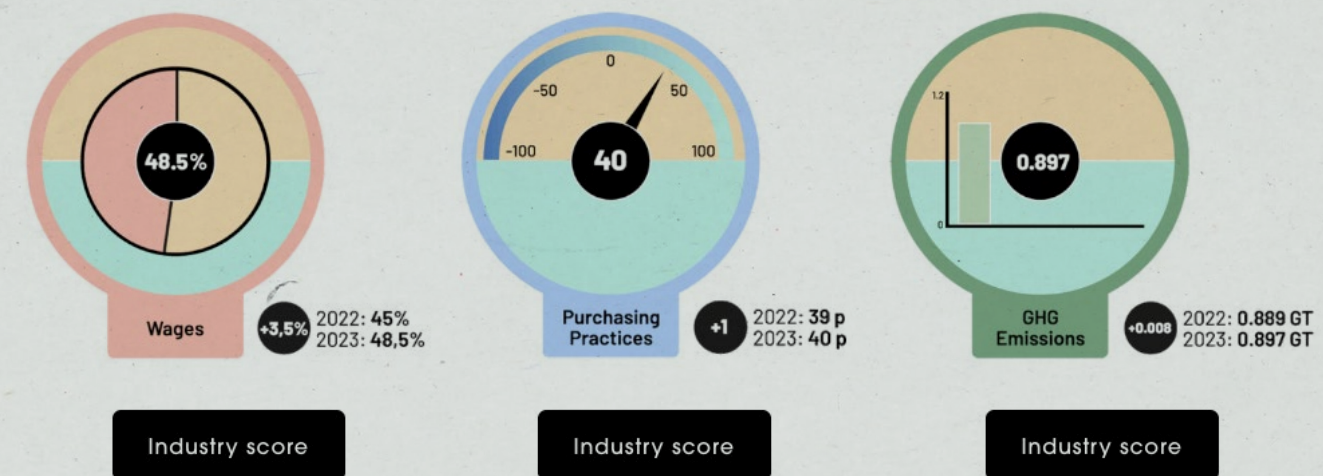 48.5%
Wages
+3,5%
2022: 45%
2023: 48,5%
Industry score
0
-50
50
-100
100
40
Purchasing
Practices
+1
2022: 39 p
2023: 40 p
Industry score
1.2
0
0.897
GHG
Emissions
+0.008
2022: 0.889 GT
2023: 0.897 GT
Industry score